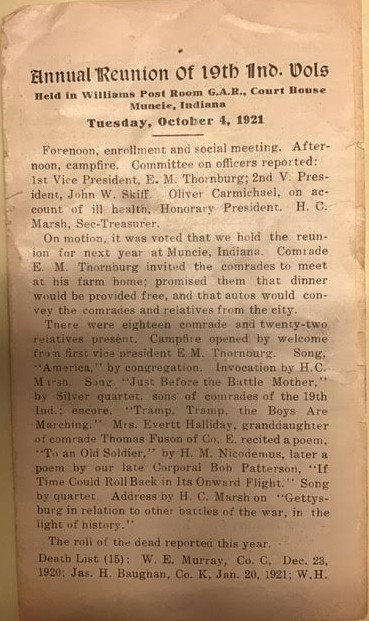 Annual Reunion Of 19th Ind. Vols
Held in Williams Post Room G.A.R., Court House
Muncie, Indiana
Tuesday, October 4, 1921
Forenoon, enrollment and social meeting. After-
noon, campfire. Committee on officers reported:
1st Vice President, E. M. Thornburg; 2nd V. Pres-
ident, John W. Skiff. Oliver Carmichael, on ac-
count of ill health, Honorary President. H. C.
Marsh, Sec-Treasurer.
On motion, it was voted that we hold the reun-
ion for next year at Muncie, Indiana. Comrade
E. M. Thornburg invited the comrades to meet
at his farm home; promised them that dinner
would be provided free, and that autos would con-
vey the comrades and relatives from the city.
There were eighteen comrade and twenty-two
relatives present. Campfire opened by welcome
from first vice president E M. Thornburg. Song,
"America," by congregation. Invocation by H.C.
Marsh. Song "Just Before the Battle Mother,"
by Silver quartet, sons of comrades of the 19th
Ind.; encore, "Tramp, Tramp, the Boys Are
Marching." Mrs. Evertt Halliday, granddaughter
of comrade Thomas Fuson of Co. E, recited a poem,
"To an Old Soldier," by H. M. Nicodemus, later a
poem by our late Corporal Bob Patterson, "If
Time Could Roll Back in Its Onward Flight." Song
by quartet Address by H. C. Marsh on "Gettys-
burg in relation to other battles of the war, in the
light of history."
The roll of the dead reported this year.
Death List (15): W. E. Murray, Co. C, Dec. 23,
1920; Jas. H. Baughan, Co. K, Jan. 20, 1921; W.H.